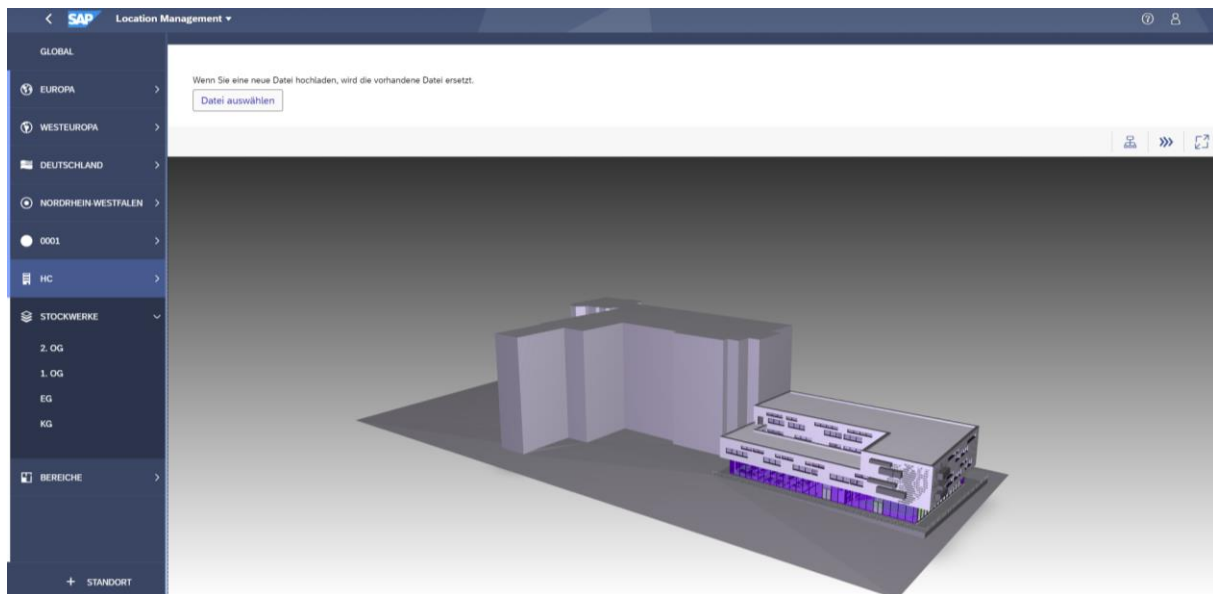 SAP Location Management
GLOBAL
EUROPA
WESTEUROPA
DEUTSCHLAND
NORDRHEIN-WESTFALEN
0001
HC
STOCKWERKE
2. OG
1. OG
EG
KG
BEREICHE
+ STANDORT
Wenn Sie eine neue Datei hochladen, wird die vorhandene Datei ersetzt.
Datei auswählen